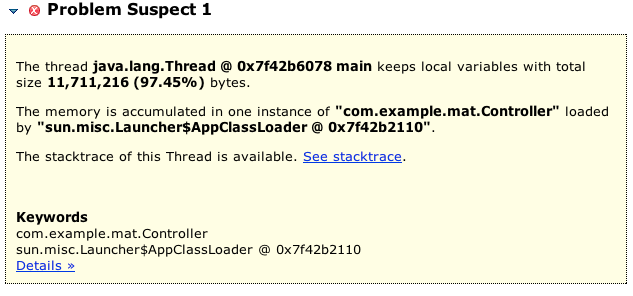 Problem Suspect 1
The thread java.lang.Thread @ 0x7f42b6078 main keeps local variables with total
size 11,711,216 (97.45%) bytes.
The memory is accumulated in one instance of "com.example.mat.Controller" loaded
by "sun.misc.Launcher$AppClassLoader @ 0x7f42b2110".
The stacktrace of this Thread is available. See stacktrace.
Keywords
com.example.mat.Controller
sun.misc.Launcher$AppClassLoader @ 0x7f42b2110
Details »